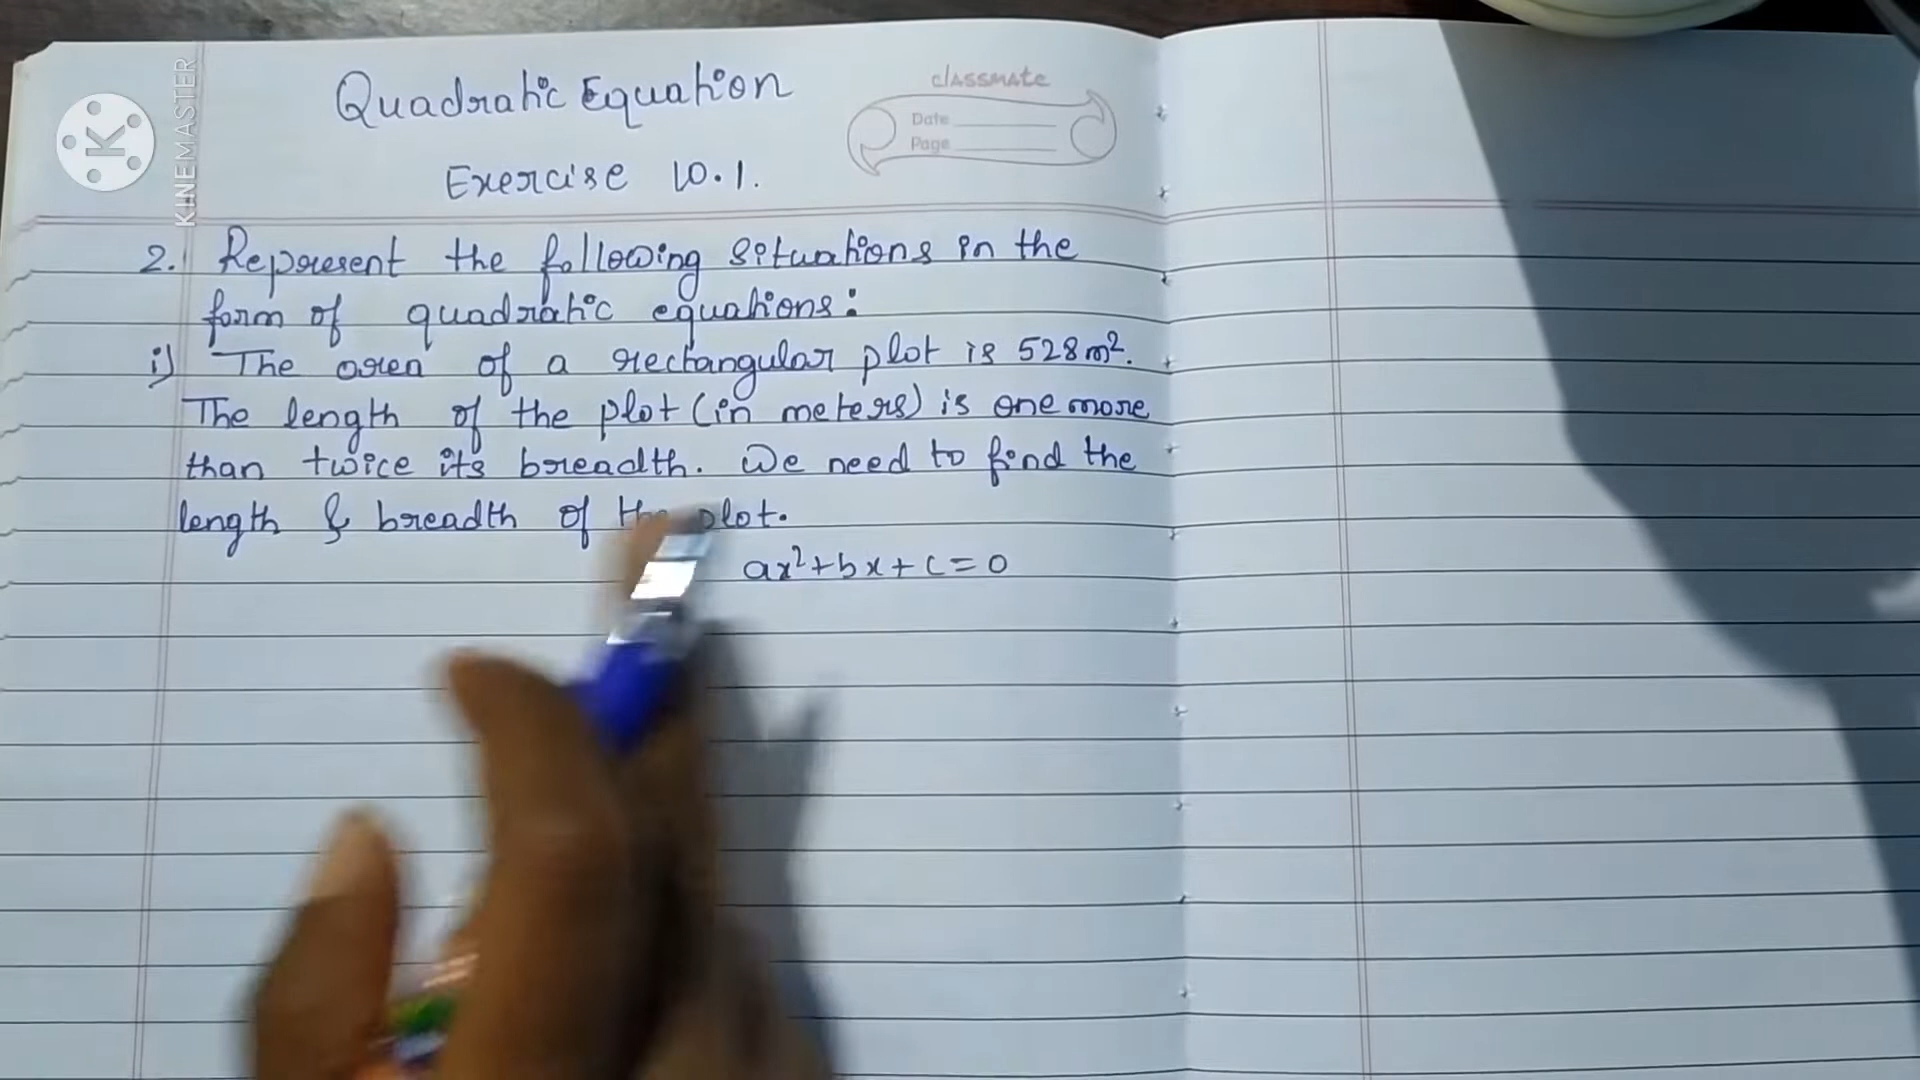 KINEMASTER
Quadratic Equation
classmate
Date
Page
Exercise 10.1.
2. Represent the following situations in the
form of quadratic equations:
i) The area of a rectangular plot is 528m².
The length of the plot (in meters) is one more
than twice its breadth. We need to find the
length & breadth of the plot.
ax²+bx+c=0